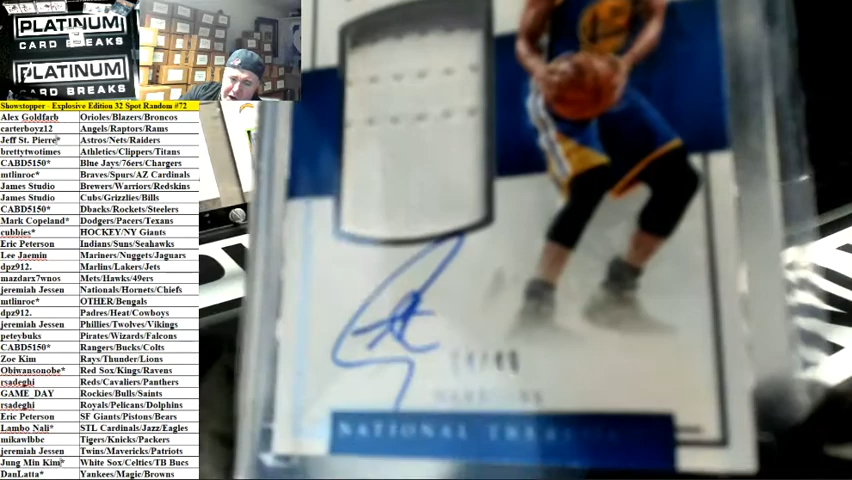 PLATINUM
CARD BREAKS
PLATINUM
CARD BREAKS
Showstopper - Explosive Edition 32 Spot Random #72
Alex Goldfarb Orioles/Blazers/Broncos
carterboyz12 Angels/Raptors/Rams
Jeff St. Pierre* Astros/Nets/Raiders
brettytwotimes Athletics/Clippers/Titans
CABD5150* Blue Jays/76ers/Chargers
mtlinroc* Braves/Spurs/AZ Cardinals
James Studio Brewers/Warriors/Redskins
James Studio Cubs/Grizzlies/Bills
CABD5150* Dbacks/Rockets/Steelers
Mark Copeland* Dodgers/Pacers/Texans
cubbies* HOCKEY/NY Giants
Eric Peterson Indians/Suns/Seahawks
Lee Jaemin Mariners/Nuggets/Jaguars
dpz912. Marlins/Lakers/Jets
mazdarx7wnos Mets/Hawks/49ers
jeremiah Jessen Nationals/Hornets/Chiefs
mtlinroc* OTHER/Bengals
dpz912. Padres/Heat/Cowboys
jeremiah Jessen Phillies/Twolves/Vikings
peteybuks Pirates/Wizards/Falcons
CABD5150* Rangers/Bucks/Colts
Zoe Kim Rays/Thunder/Lions
Obiwansonobe* Red Sox/Kings/Ravens
rsadeghi Reds/Cavaliers/Panthers
GAME_DAY Rockies/Bulls/Saints
rsadeghi Royals/Pelicans/Dolphins
Eric Peterson SF Giants/Pistons/Bears
Lambo Nali* STL Cardinals/Jazz/Eagles
mikawlbbc Tigers/Knicks/Packers
jeremiah Jessen Twins/Mavericks/Patriots
Jung Min Kim* White Sox/Celtics/TB Bucs
DanLatta* Yankees/Magic/Browns
NATIONAL